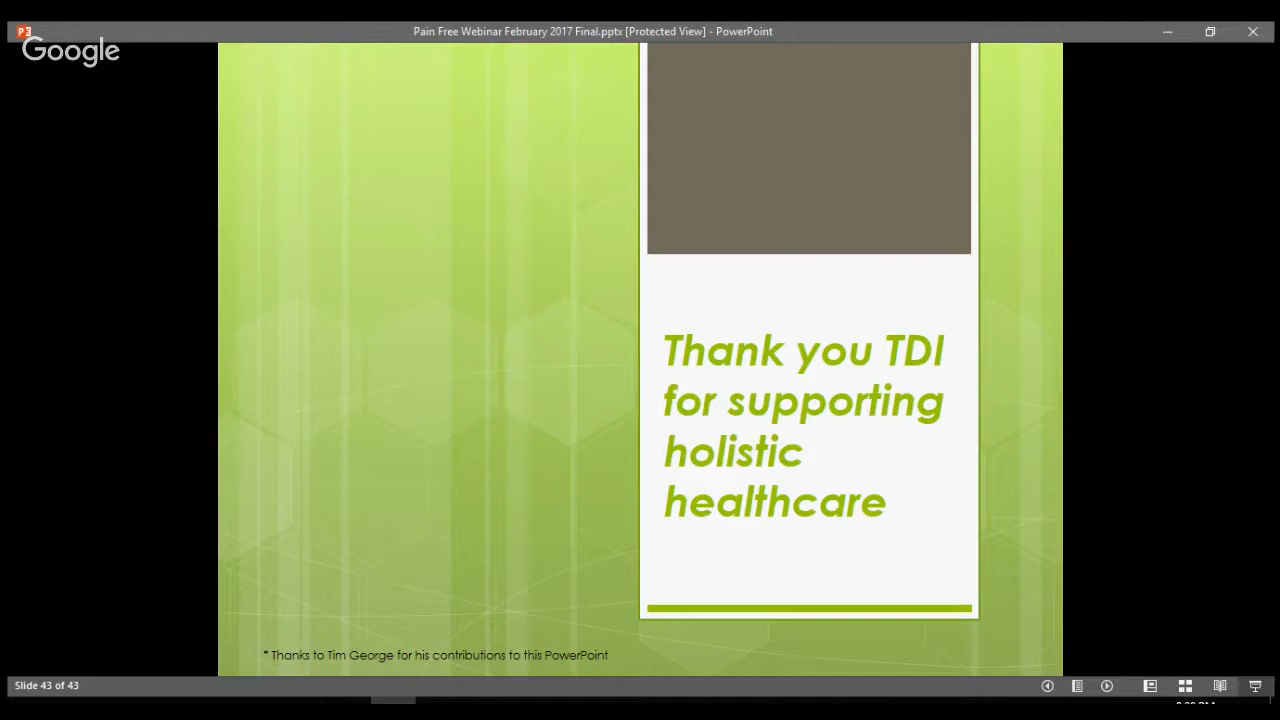 Pain Free Webinar February 2017 Final.pptx [Protected View] - PowerPoint
Google
Thank you TDI
for supporting
holistic
healthcare
* Thanks to Tim George for his contributions to this PowerPoint
Slide 43 of 43